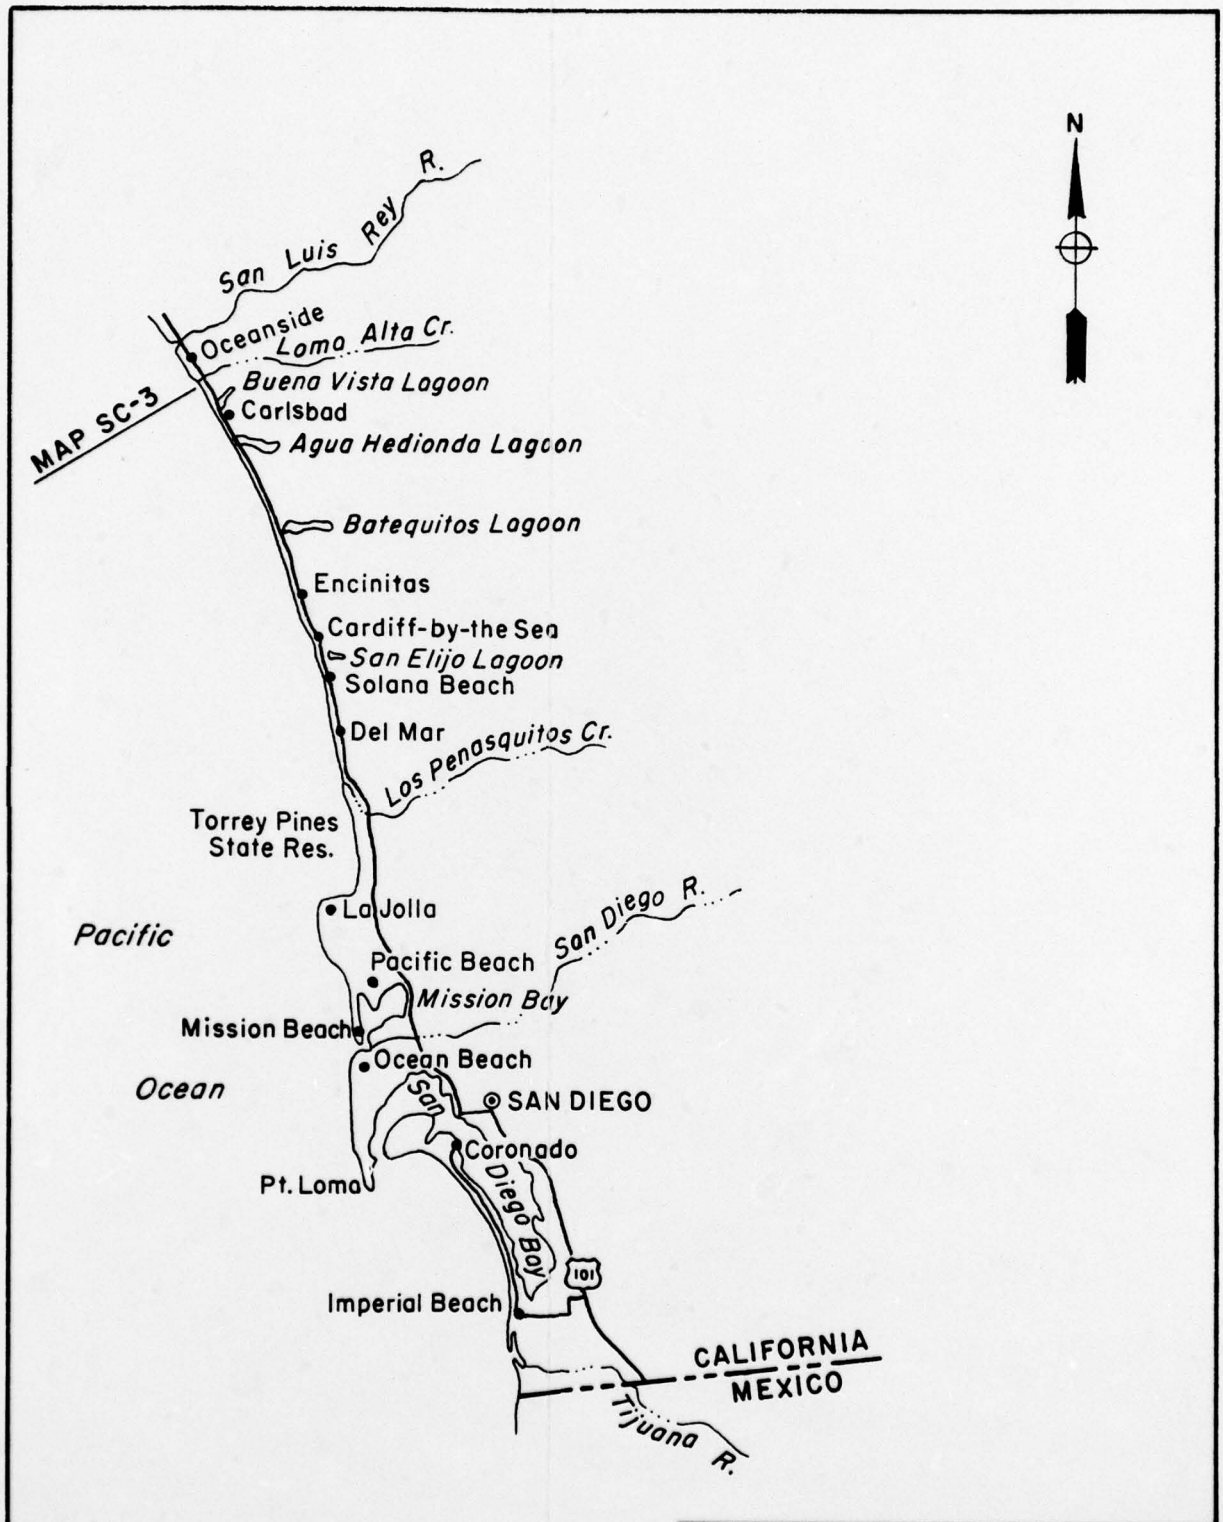 N
San Luis Rey R.
Oceanside
Loma Alta Cr.
Buena Vista Lagoon
MAP SC-3
Carlsbad
Agua Hedionda Lagoon
Batequitos Lagoon
Encinitas
Cardiff-by-the Sea
San Elijo Lagoon
Solana Beach
Del Mar
Los Penasquitos Cr.
Torrey Pines
State Res.
La Jolla
San Diego R.
Pacific
Pacific Beach
Mission Bay
Mission Beach
Ocean Beach
Ocean
SAN DIEGO
San Diego Bay
Coronado
Pt. Loma
101
Imperial Beach
CALIFORNIA
MEXICO
Tijuana R.